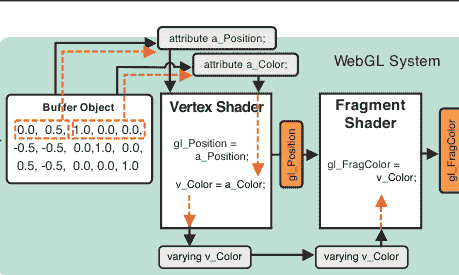 attribute a_Position;
attribute a_Color;
WebGL System
Buffer Object
0.0, 0.5, 1.0, 0.0, 0.0,
-0.5, -0.5, 0.0,1.0, 0.0,
0.5, -0.5, 0.0, 0.0, 1.0
Vertex Shader
gl_Position =
a_Position;
v_Color = a_Color;
gl_Position
Fragment
Shader
gl_FragColor =
v_Color;
gl_FragColor
varying v_Color
varying v_Color